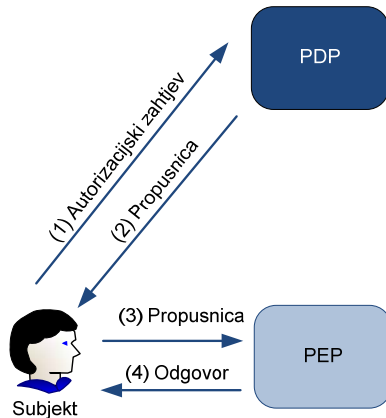 PDP
(1) Autorizacijski zahtjev
(2) Propusnica
(3) Propusnica
PEP
(4) Odgovor
Subjekt